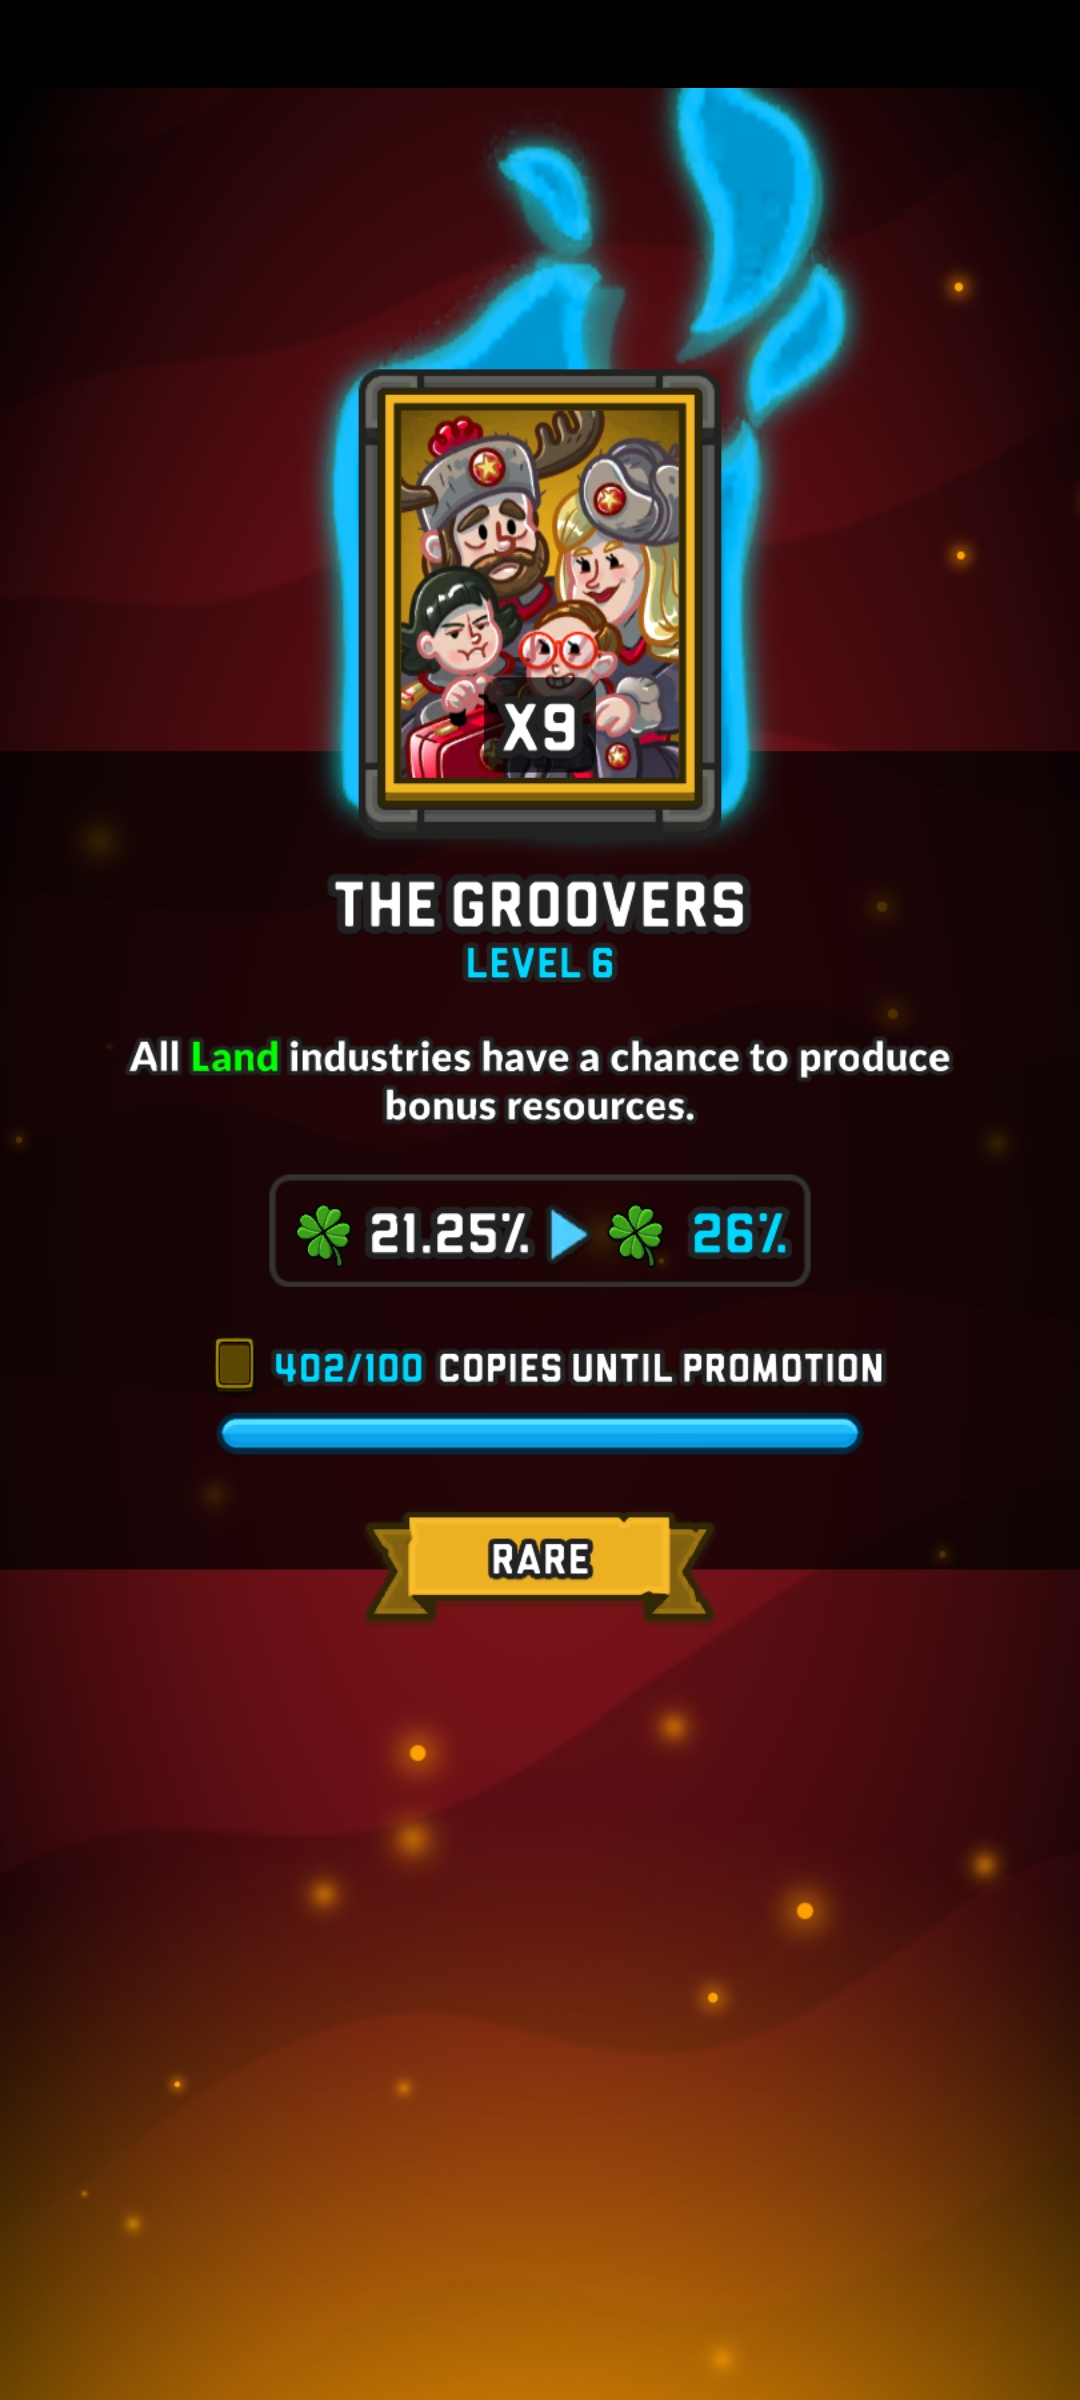 X9
THE GROOVERS
LEVEL 6
All Land industries have a chance to produce
bonus resources.
21.25% 26%
402/100 COPIES UNTIL PROMOTION
RARE